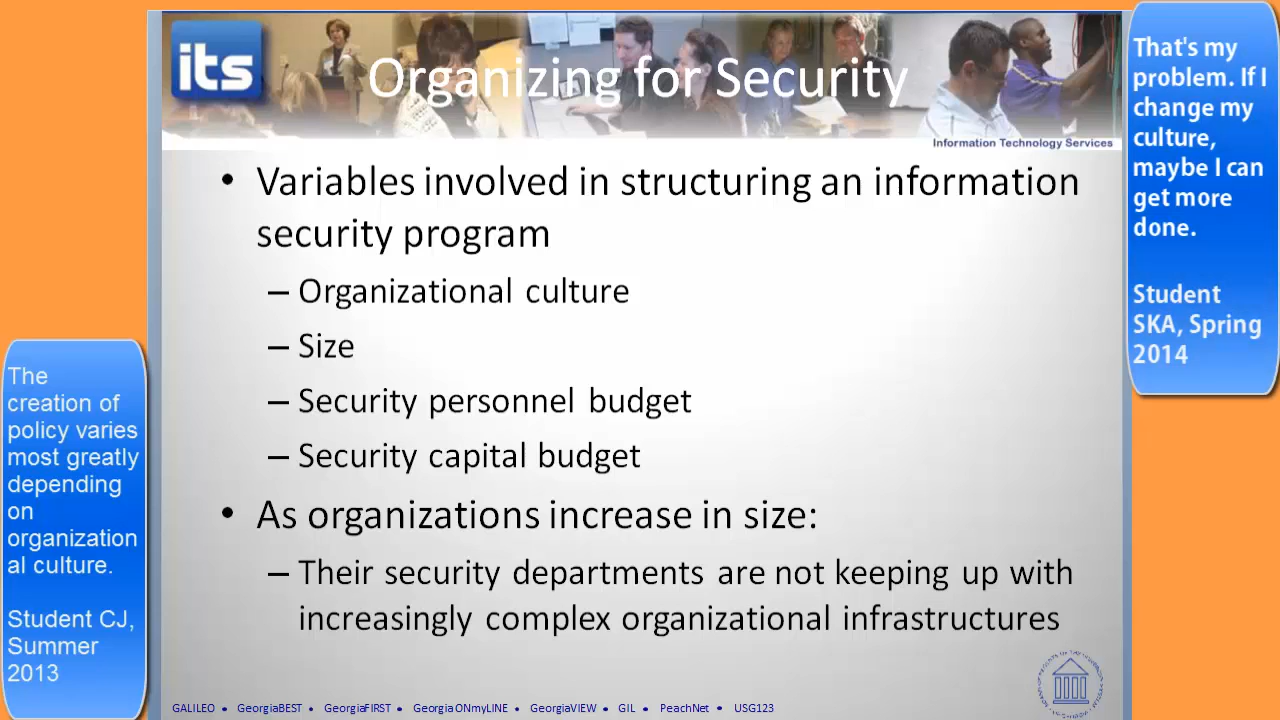 its
Organizing for Security
Information Technology Services
• Variables involved in structuring an information
security program
– Organizational culture
– Size
– Security personnel budget
– Security capital budget
• As organizations increase in size:
– Their security departments are not keeping up with
increasingly complex organizational infrastructures
GALILEO • GeorgiaBEST • GeorgiaFIRST • GeorgiaONmyLINE • GeorgiaVIEW • GIL • PeachNet • USG123
The
creation of
policy varies
most greatly
depending
on
organization
al culture.
Student CJ,
Summer
2013
That's my
problem. If I
change my
culture,
maybe I can
get more
done.
Student
SKA, Spring
2014